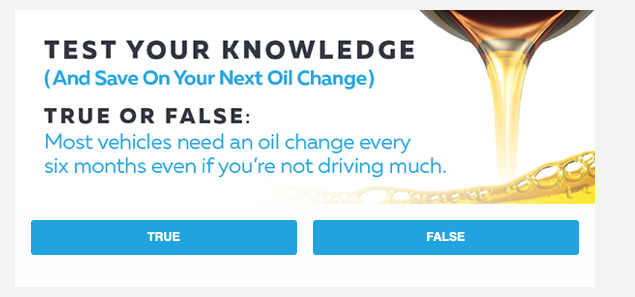 TEST YOUR KNOWLEDGE
(And Save On Your Next Oil Change)
TRUE OR FALSE:
Most vehicles need an oil change every
six months even if you're not driving much.
TRUE
FALSE